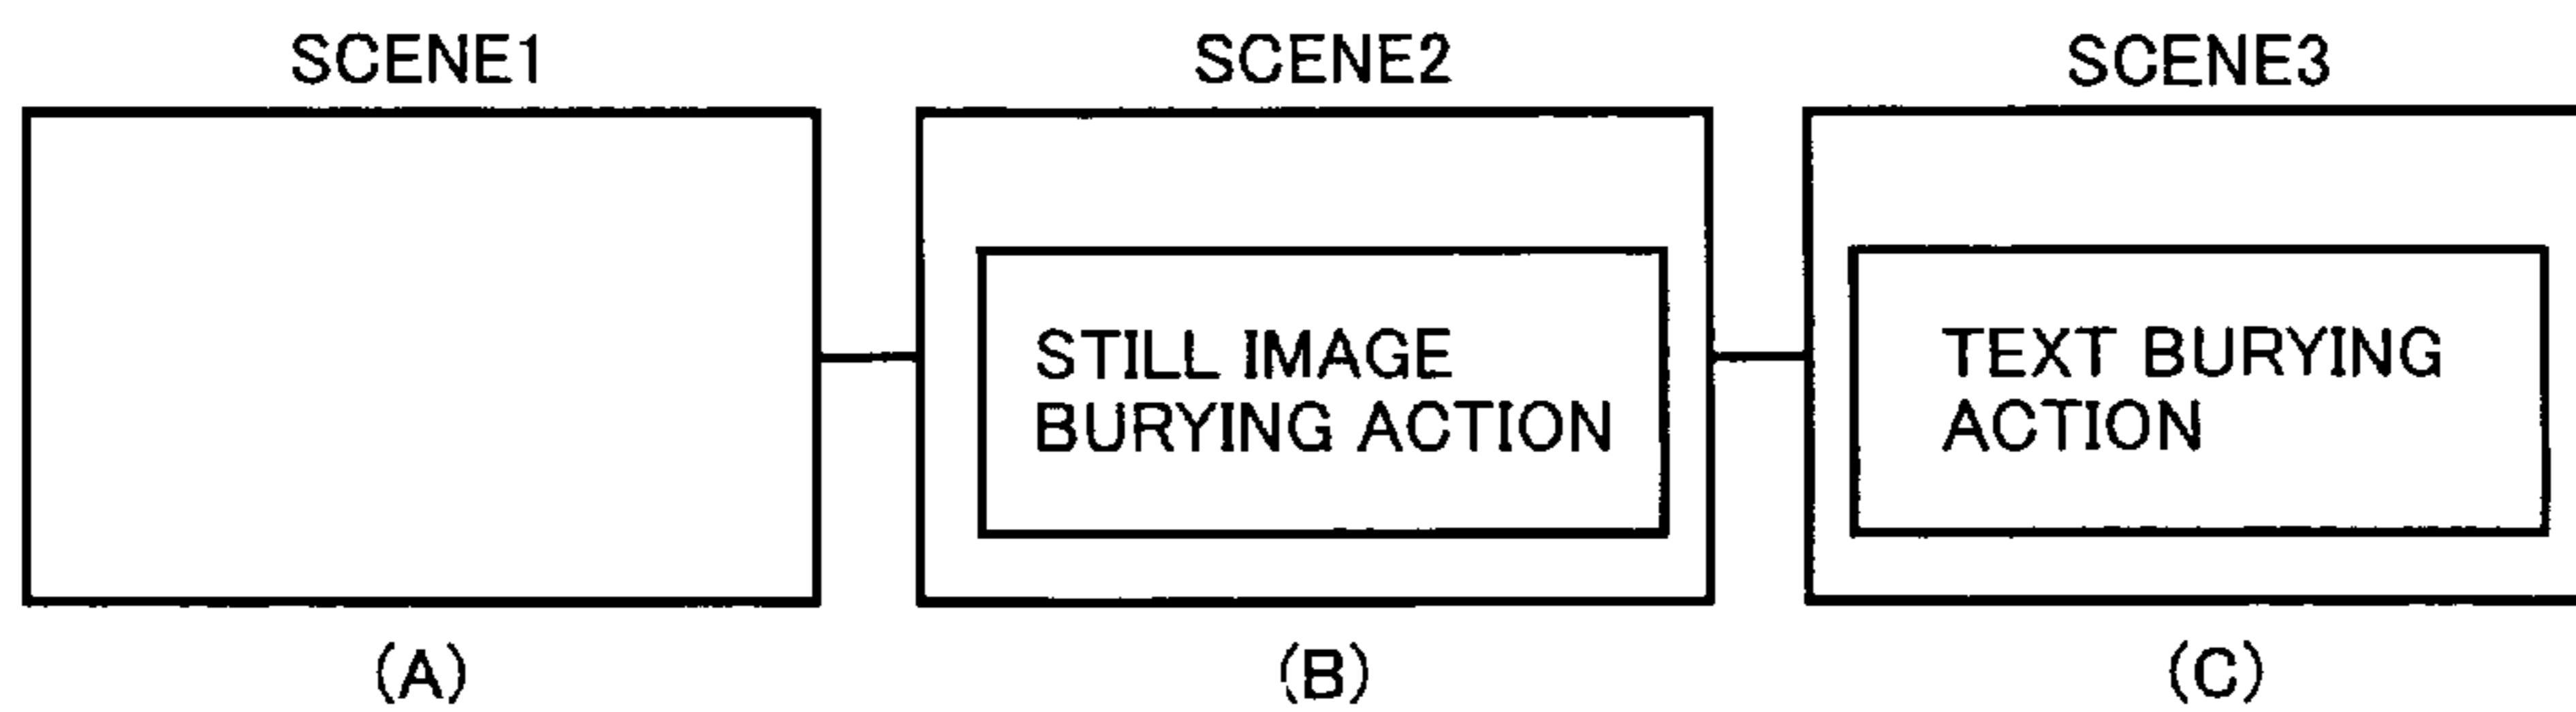 SCENE1
SCENE2
SCENE3
STILL IMAGE
BURYING ACTION
TEXT BURYING
ACTION
(A)
(B)
(C)